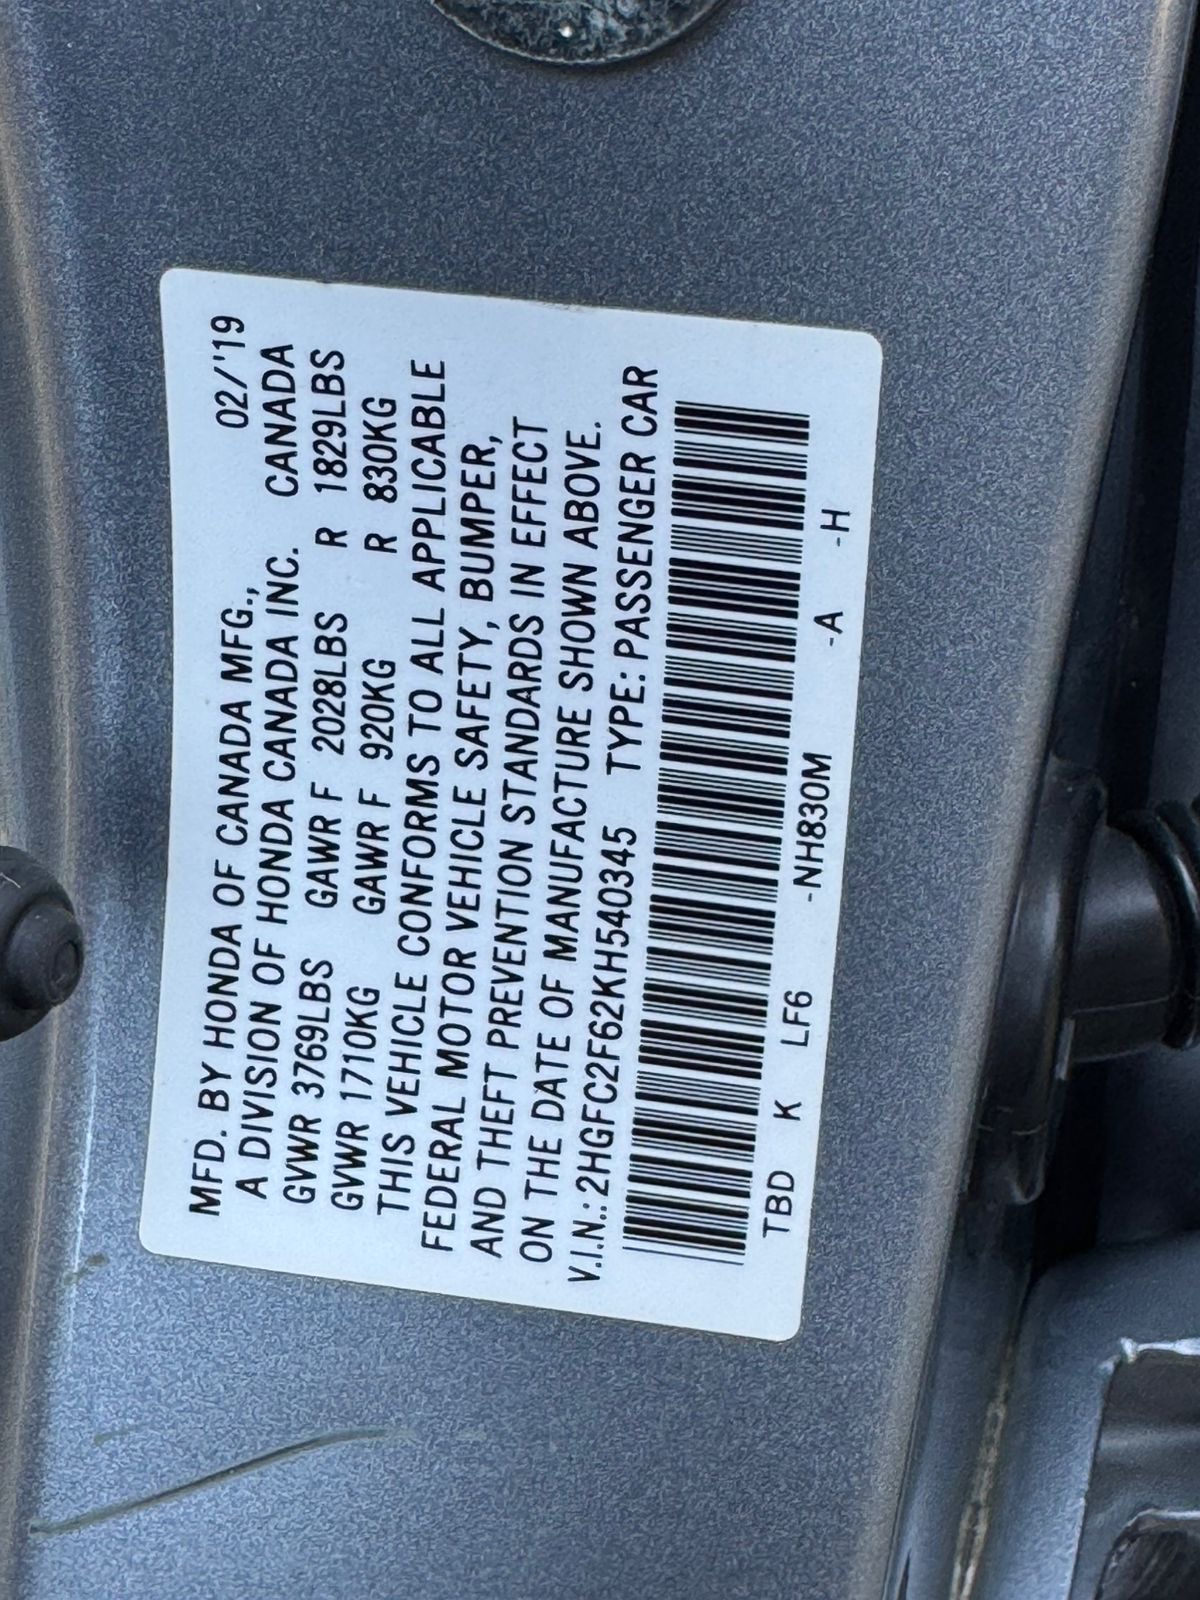 MFD. BY HONDA OF CANADA MFG., 02/'19
A DIVISION OF HONDA CANADA INC. CANADA
GVWR 3769LBS GAWR F 2028LBS R 1829LBS
GVWR 1710KG GAWR F 920KG R 830KG
THIS VEHICLE CONFORMS TO ALL APPLICABLE
FEDERAL MOTOR VEHICLE SAFETY, BUMPER,
AND THEFT PREVENTION STANDARDS IN EFFECT
ON THE DATE OF MANUFACTURE SHOWN ABOVE.
V.I.N.: 2HGFC2F62KH540345 TYPE: PASSENGER CAR
TBD K LF6 -NH830M -A -H